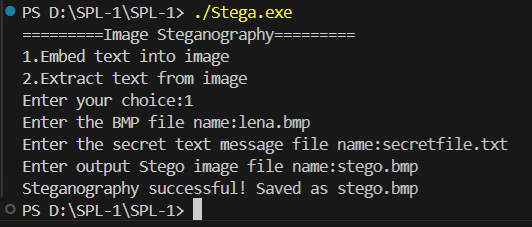 PS D:\SPL-1\SPL-1> ./Stega.exe
=========Image Steganography=========
1.Embed text into image
2.Extract text from image
Enter your choice:1
Enter the BMP file name:lena.bmp
Enter the secret text message file name:secretfile.txt
Enter output Stego image file name:stego.bmp
Steganography successful! Saved as stego.bmp
PS D:\SPL-1\SPL-1>